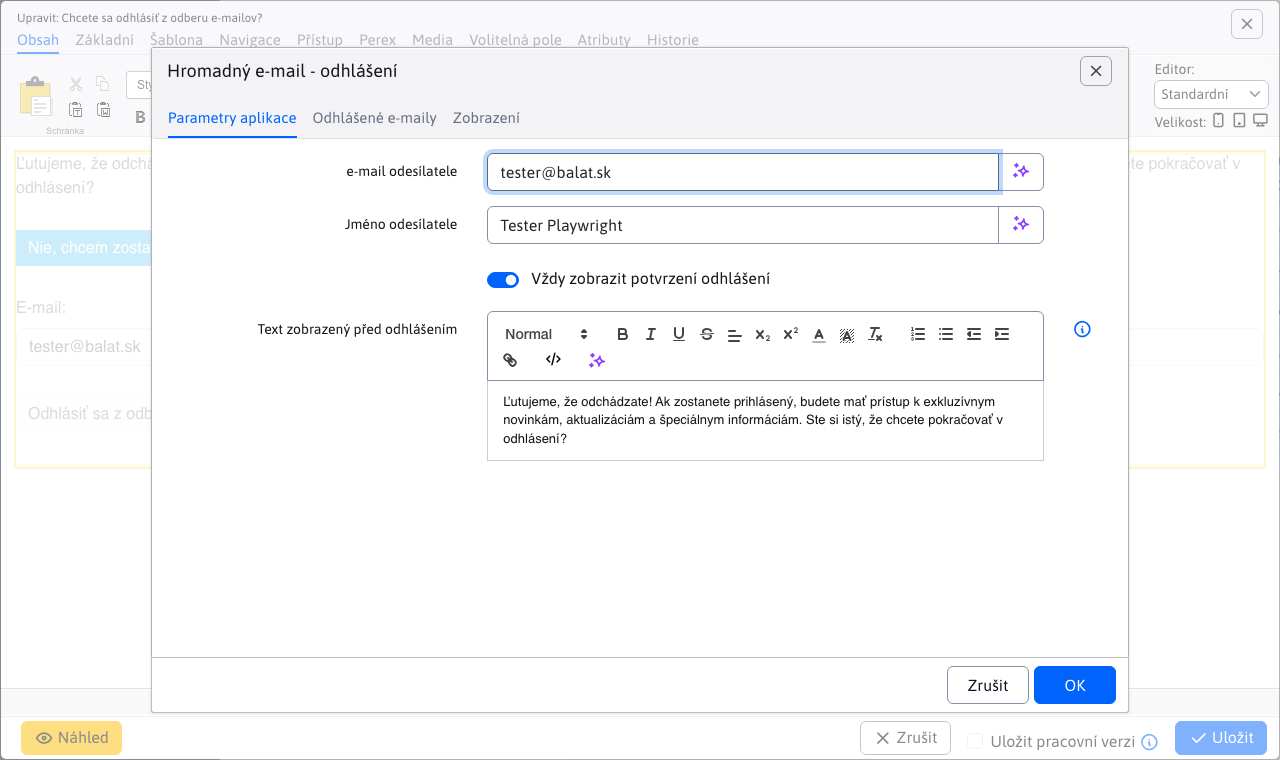 Upravit: Chcete sa odhlásiť z odberu e-mailov?
Obsah Základní Šablona Navigace Přístup Perex Media Volitelná pole Atributy Historie
Hromadný e-mail - odhlášení
Editor:
Standardní
Velikost:
Schránka
Parametry aplikace Odhlášené e-maily Zobrazení
Ľutujeme, že odchá
te pokračovať v
odhlásení?
e-mail odesílatele tester@balat.sk
Jméno odesílatele Tester Playwright
Nie, chcem zosta
Vždy zobrazit potvrzení odhlášení
E-mail:
tester@balat.sk
Text zobrazený před odhlášením
Normal
Odhlásiť sa z odb
Ľutujeme, že odchádzate! Ak zostanete prihlásený, budete mať prístup k exkluzívnym
novinkám, aktualizáciám a špeciálnym informáciám. Ste si istý, že chcete pokračovať v
odhlásení?
Zrušit OK
Náhled Zrušit Uložit pracovní verzi Uložit